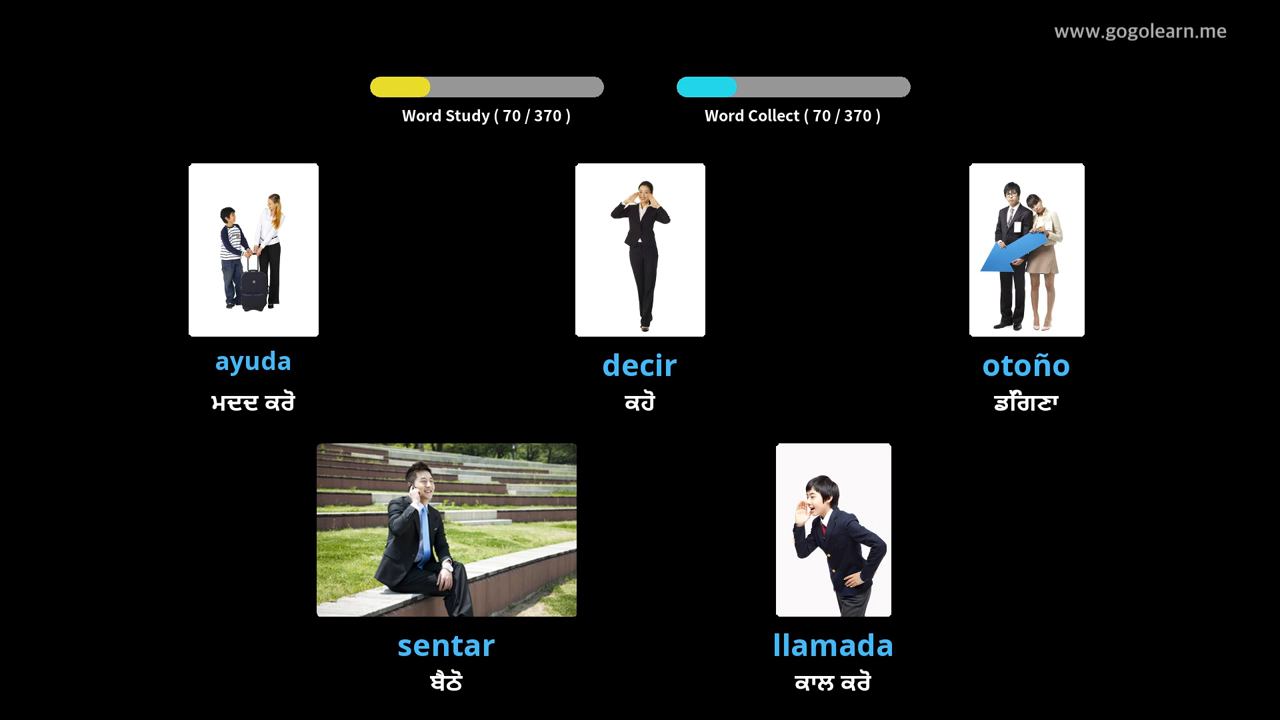 www.gogolearn.me
Word Study ( 70 / 370 )
Word Collect ( 70 / 370 )
ayuda
ਮਦਦ ਕਰੋ
decir
ਕਹੋ
otoño
ਡਿੱਗਣਾ
sentar
ਬੈਠੋ
llamada
ਕਾਲ ਕਰੋ